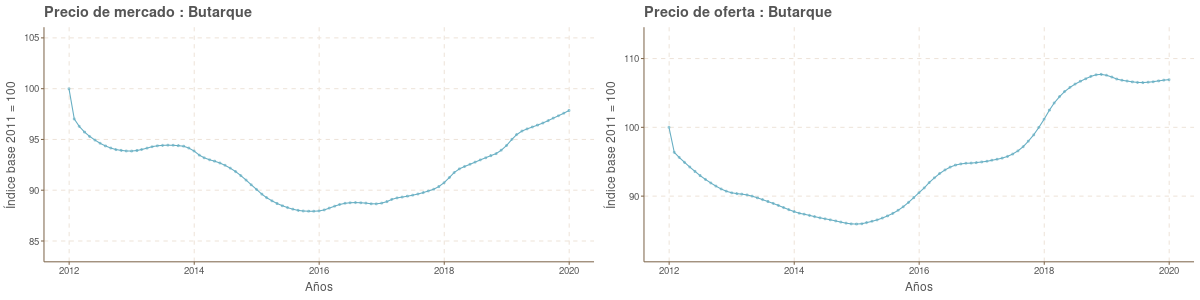 Precio de mercado : Butarque
105
100
95
90
85
Índice base 2011 = 100
2012 2014 2016 2018 2020
Años
Precio de oferta : Butarque
110
100
90
Índice base 2011 = 100
2012 2014 2016 2018 2020
Años